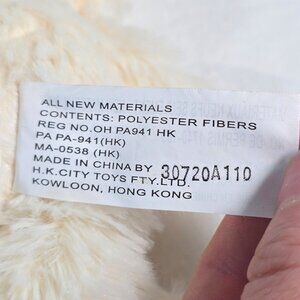 ALL NEW MATERIALS
CONTENTS: POLYESTER FIBERS
REG NO.OH PA941 HK
PA PA-941(HK)
MA-0538 (HK)
MADE IN CHINA BY 30720A110
H.K.CITY TOYS FTY.LTD.
KOWLOON, HONG KONG